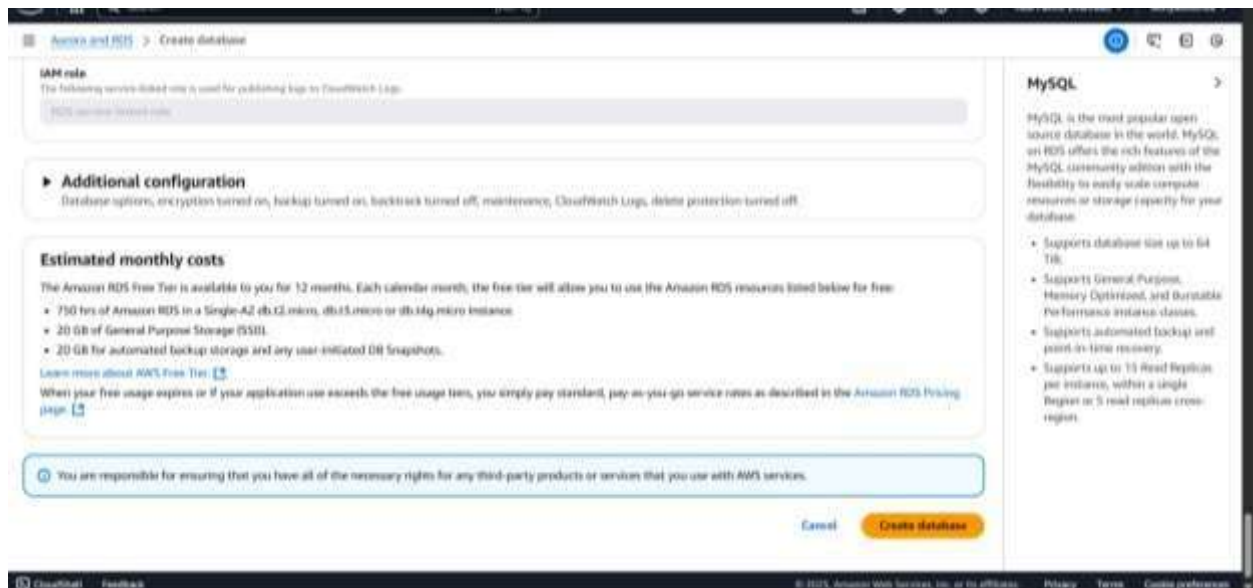 Aurora and RDS > Create database
IAM role
The following service-linked role is used for publishing logs to CloudWatch Logs.
RDS service-linked role
Additional configuration
Database options, encryption turned on, backup turned on, backtrack turned off, maintenance, CloudWatch Logs, delete protection turned off.
Estimated monthly costs
The Amazon RDS Free Tier is available to you for 12 months. Each calendar month, the free tier will allow you to use the Amazon RDS resources listed below for free:
• 750 hrs of Amazon RDS in a Single-AZ db.t2.micro, db.t3.micro or db.t4g.micro Instance.
• 20 GB of General Purpose Storage (SSD).
• 20 GB for automated backup storage and any user-initiated DB Snapshots.
Learn more about AWS Free Tier.
When your free usage expires or if your application use exceeds the free usage tiers, you simply pay standard, pay-as-you-go service rates as described in the Amazon RDS Pricing
page.
You are responsible for ensuring that you have all of the necessary rights for any third-party products or services that you use with AWS services.
Cancel
Create database
MySQL
MySQL is the most popular open
source database in the world. MySQL
on RDS offers the rich features of the
MySQL community edition with the
flexibility to easily scale compute
resources or storage capacity for your
database.
• Supports database size up to 64
TiB.
• Supports General Purpose,
Memory Optimized, and Burstable
Performance instance classes.
• Supports automated backup and
point-in-time recovery.
• Supports up to 15 Read Replicas
per instance, within a single
Region or 5 read replicas cross-
region.
CloudShell Feedback
© 2025, Amazon Web Services, Inc. or its affiliates. Privacy Terms Cookie preferences